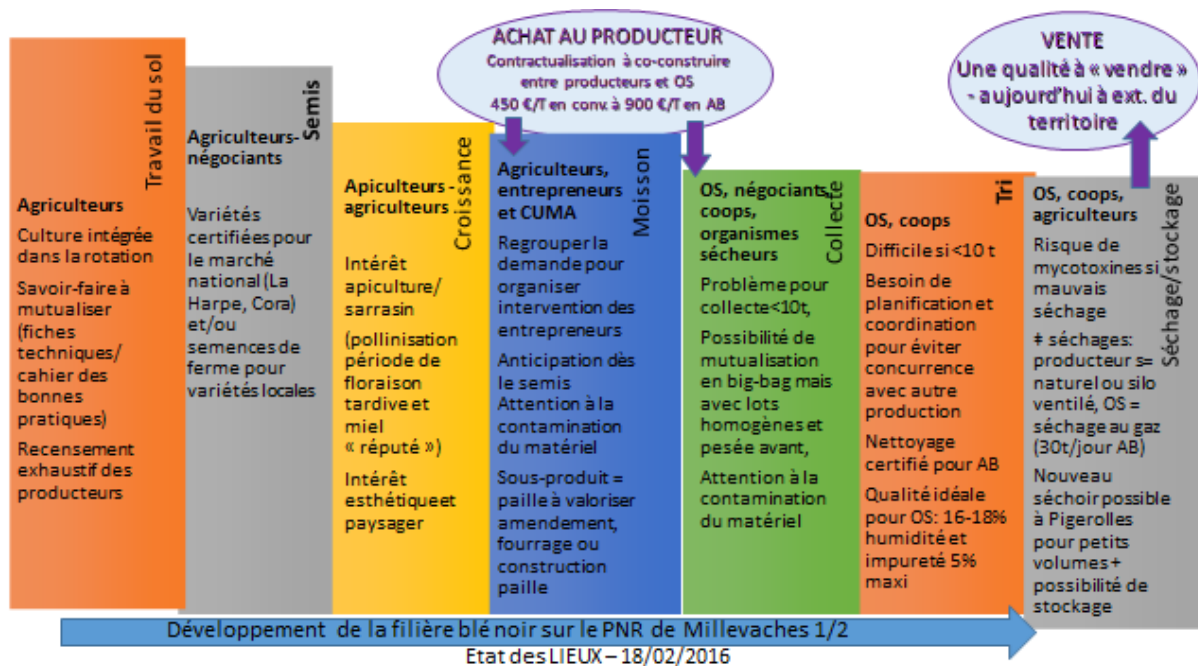 ACHAT AU PRODUCTEUR
Contractualisation à co-construire
entre producteurs et OS
450 €/T en conv. à 900 €/T en AB
VENTE
Une qualité à « vendre »
- aujourd'hui à ext. du
territoire
Travail du sol
Agriculteurs
Culture intégrée
dans la rotation
Savoir-faire à
mutualiser
(fiches
techniques/
cahier des
bonnes
pratiques)
Recensement
exhaustif des
producteurs
Semis
Agriculteurs-
négociants
Variétés
certifiées pour
le marché
national (La
Harpe, Cora)
et/ou
semences de
ferme pour
variétés locales
Croissance
Apiculteurs -
agriculteurs
Intérêt
apiculture/
sarrasin
(pollinisation
période de
floraison
tardive et
miel
« réputé »)
Intérêt
esthétiqueet
paysager
Moisson
Agriculteurs,
entrepreneurs
et CUMA
Regrouper la
demande pour
organiser
intervention des
entrepreneurs
Anticipation dès
le semis
Attention à la
contamination
du matériel
Sous-produit =
paille à valoriser
amendement,
fourrage ou
construction
paille
Collecte
OS, négociants,
coops,
organismes
sécheurs
Problème pour
collecte<10t,
Possibilité de
mutualisation
en big-bag mais
avec lots
homogènes et
pesée avant,
Attention à la
contamination
du matériel
Tri
OS, coops
Difficile si <10 t
Besoin de
planification et
coordination
pour éviter
concurrence
avec autre
production
Nettoyage
certifié pour AB
Qualité idéale
pour OS: 16-18%
humidité et
impureté 5%
maxi
Séchage/stockage
OS, coops,
agriculteurs
Risque de
mycotoxines si
mauvais
séchage
≠ séchages:
producteur s=
naturel ou silo
ventilé, OS =
séchage au gaz
(30t/jour AB)
Nouveau
séchoir possible
à Pigerolles
pour petits
volumes +
possibilité de
stockage
Développement de la filière blé noir sur le PNR de Millevaches 1/2
Etat des LIEUX – 18/02/2016